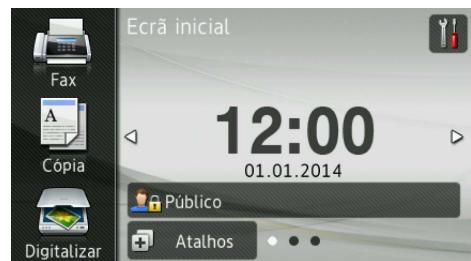 Ecrã inicial
Fax
Cópia
Digitalizar
12:00
01.01.2014
Público
Atalhos